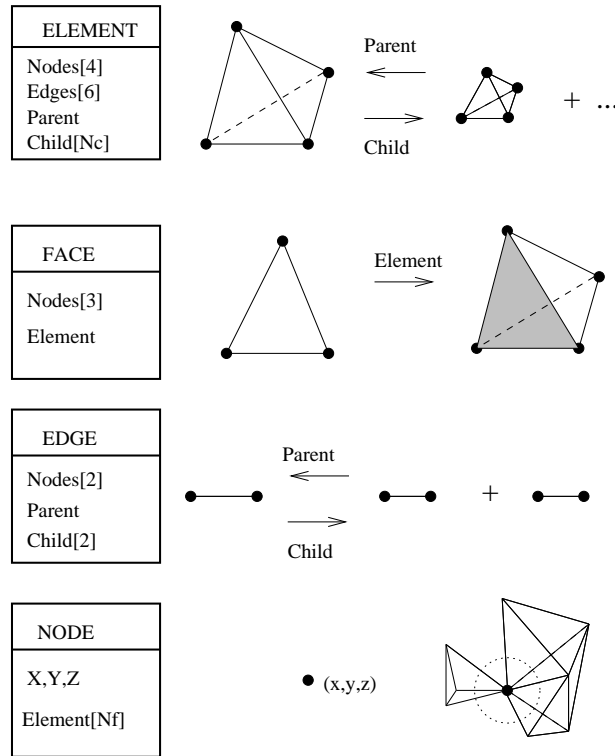 ELEMENT
Nodes[4]
Edges[6]
Parent
Child[Nc]
Parent
Child
+ ...
FACE
Nodes[3]
Element
Element
EDGE
Nodes[2]
Parent
Child[2]
Parent
Child
+
NODE
X,Y,Z
Element[Nf]
(x,y,z)